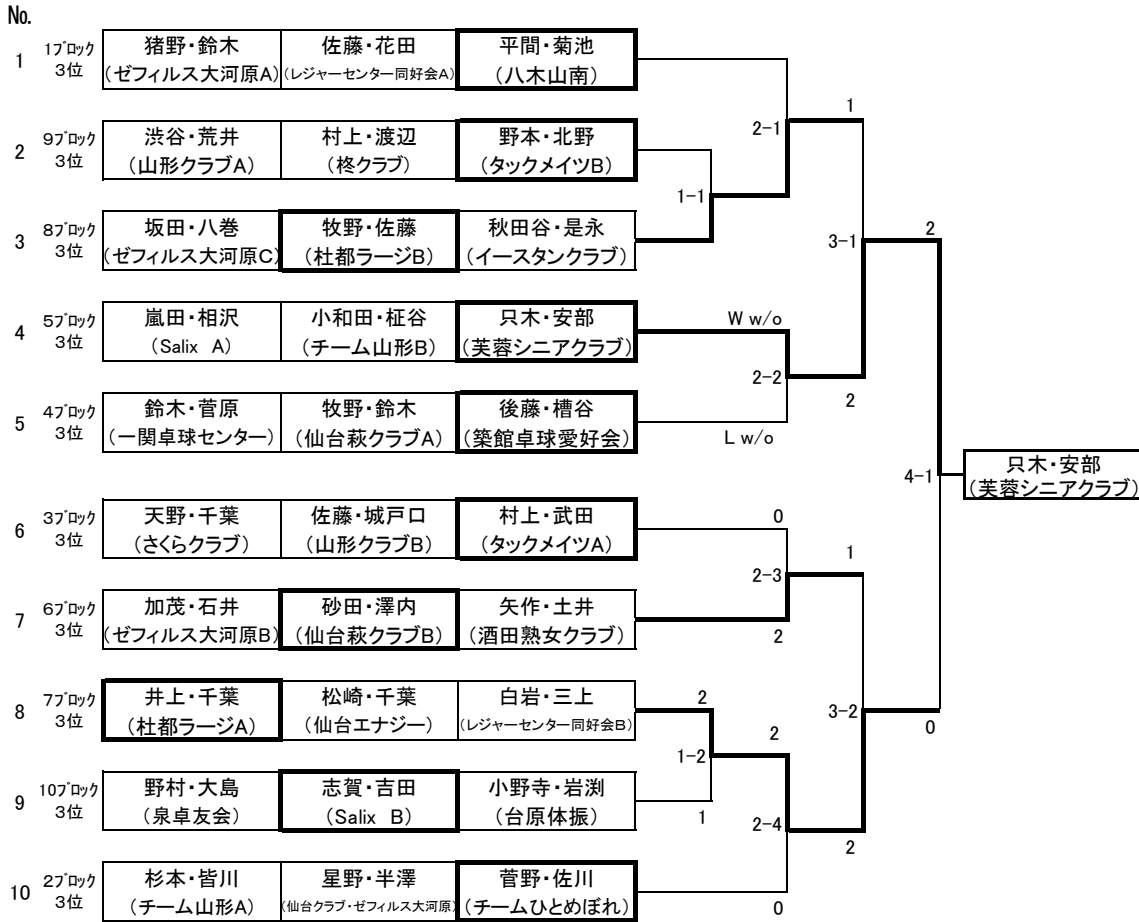 No.
1 1ブロック 3位 猪野・鈴木 (ゼフィルス大河原A) 佐藤・花田 (レジャーセンター同好会A) 平間・菊池 (八木山南)
1
2-1
2 9ブロック 3位 渋谷・荒井 (山形クラブA) 村上・渡辺 (柊クラブ) 野本・北野 (タックメイツB)
1-1
3 8ブロック 3位 坂田・八巻 (ゼフィルス大河原C) 牧野・佐藤 (杜都ラージB) 秋田谷・是永 (イースタンクラブ)
3-1
2
4 5ブロック 3位 嵐田・相沢 (Salix A) 小和田・柾谷 (チーム山形B) 只木・安部 (芙蓉シニアクラブ)
W w/o
2-2
2
5 4ブロック 3位 鈴木・菅原 (一関卓球センター) 牧野・鈴木 (仙台萩クラブA) 後藤・槽谷 (築館卓球愛好会)
L w/o
4-1
只木・安部
(芙蓉シニアクラブ)
6 3ブロック 3位 天野・千葉 (さくらクラブ) 佐藤・城戸口 (山形クラブB) 村上・武田 (タックメイツA)
0
1
2-3
7 6ブロック 3位 加茂・石井 (ゼフィルス大河原B) 砂田・澤内 (仙台萩クラブB) 矢作・土井 (酒田熟女クラブ)
2
8 7ブロック 3位 井上・千葉 (杜都ラージA) 松崎・千葉 (仙台エナジー) 白岩・三上 (レジャーセンター同好会B)
2
3-2
0
1-2
2
9 10ブロック 3位 野村・大島 (泉卓友会) 志賀・吉田 (Salix B) 小野寺・岩渕 (台原体振)
1
2-4
2
10 2ブロック 3位 杉本・皆川 (チーム山形A) 星野・半澤 (仙台クラブ・ゼフィルス大河原) 菅野・佐川 (チームひとめぼれ)
0